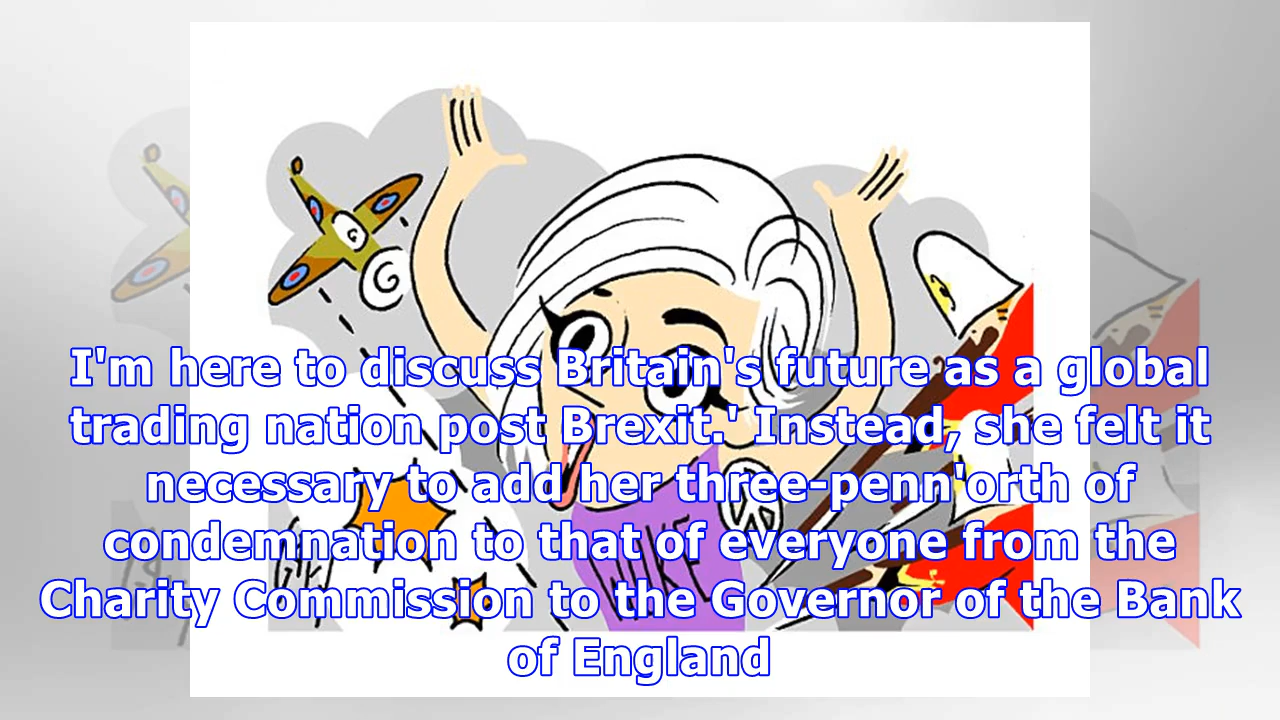 I'm here to discuss Britain's future as a global
trading nation post Brexit.' Instead, she felt it
necessary to add her three-penn'orth of
condemnation to that of everyone from the
Charity Commission to the Governor of the Bank
of England
G